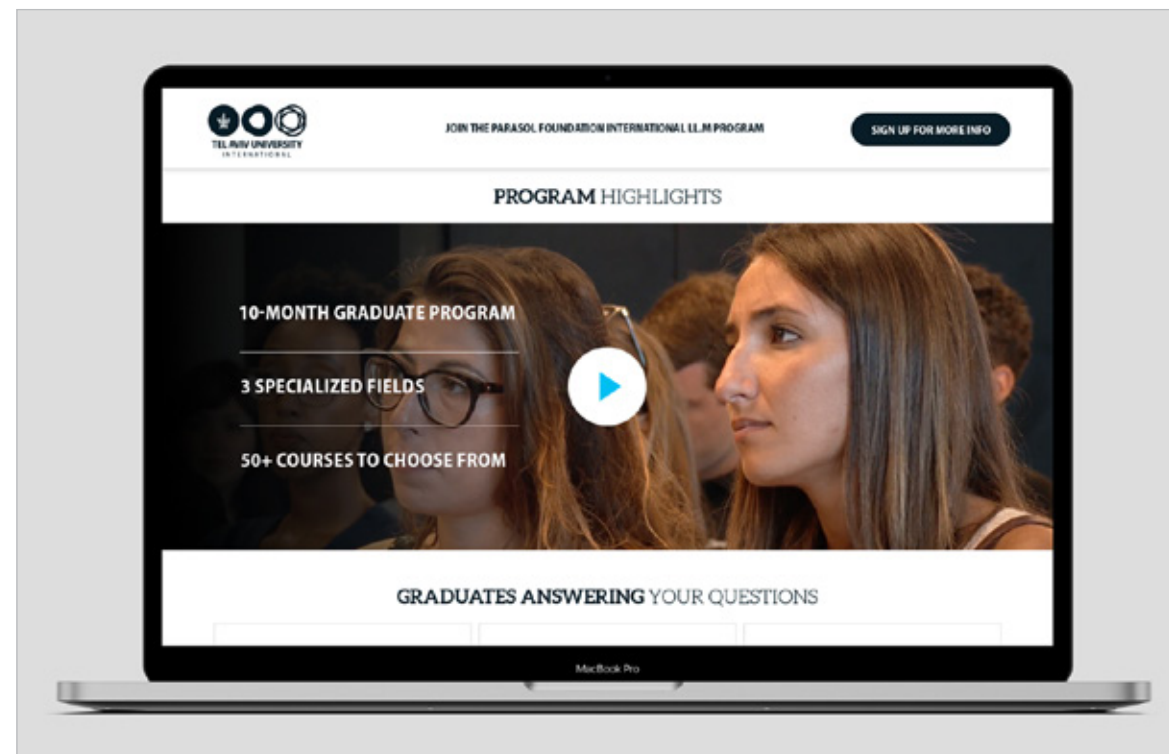 TEL AVIV UNIVERSITY
INTERNATIONAL
JOIN THE PARASOL FOUNDATION INTERNATIONAL LL.M PROGRAM
SIGN UP FOR MORE INFO
PROGRAM HIGHLIGHTS
10-MONTH GRADUATE PROGRAM
3 SPECIALIZED FIELDS
50+ COURSES TO CHOOSE FROM
GRADUATES ANSWERING YOUR QUESTIONS
MacBook Pro